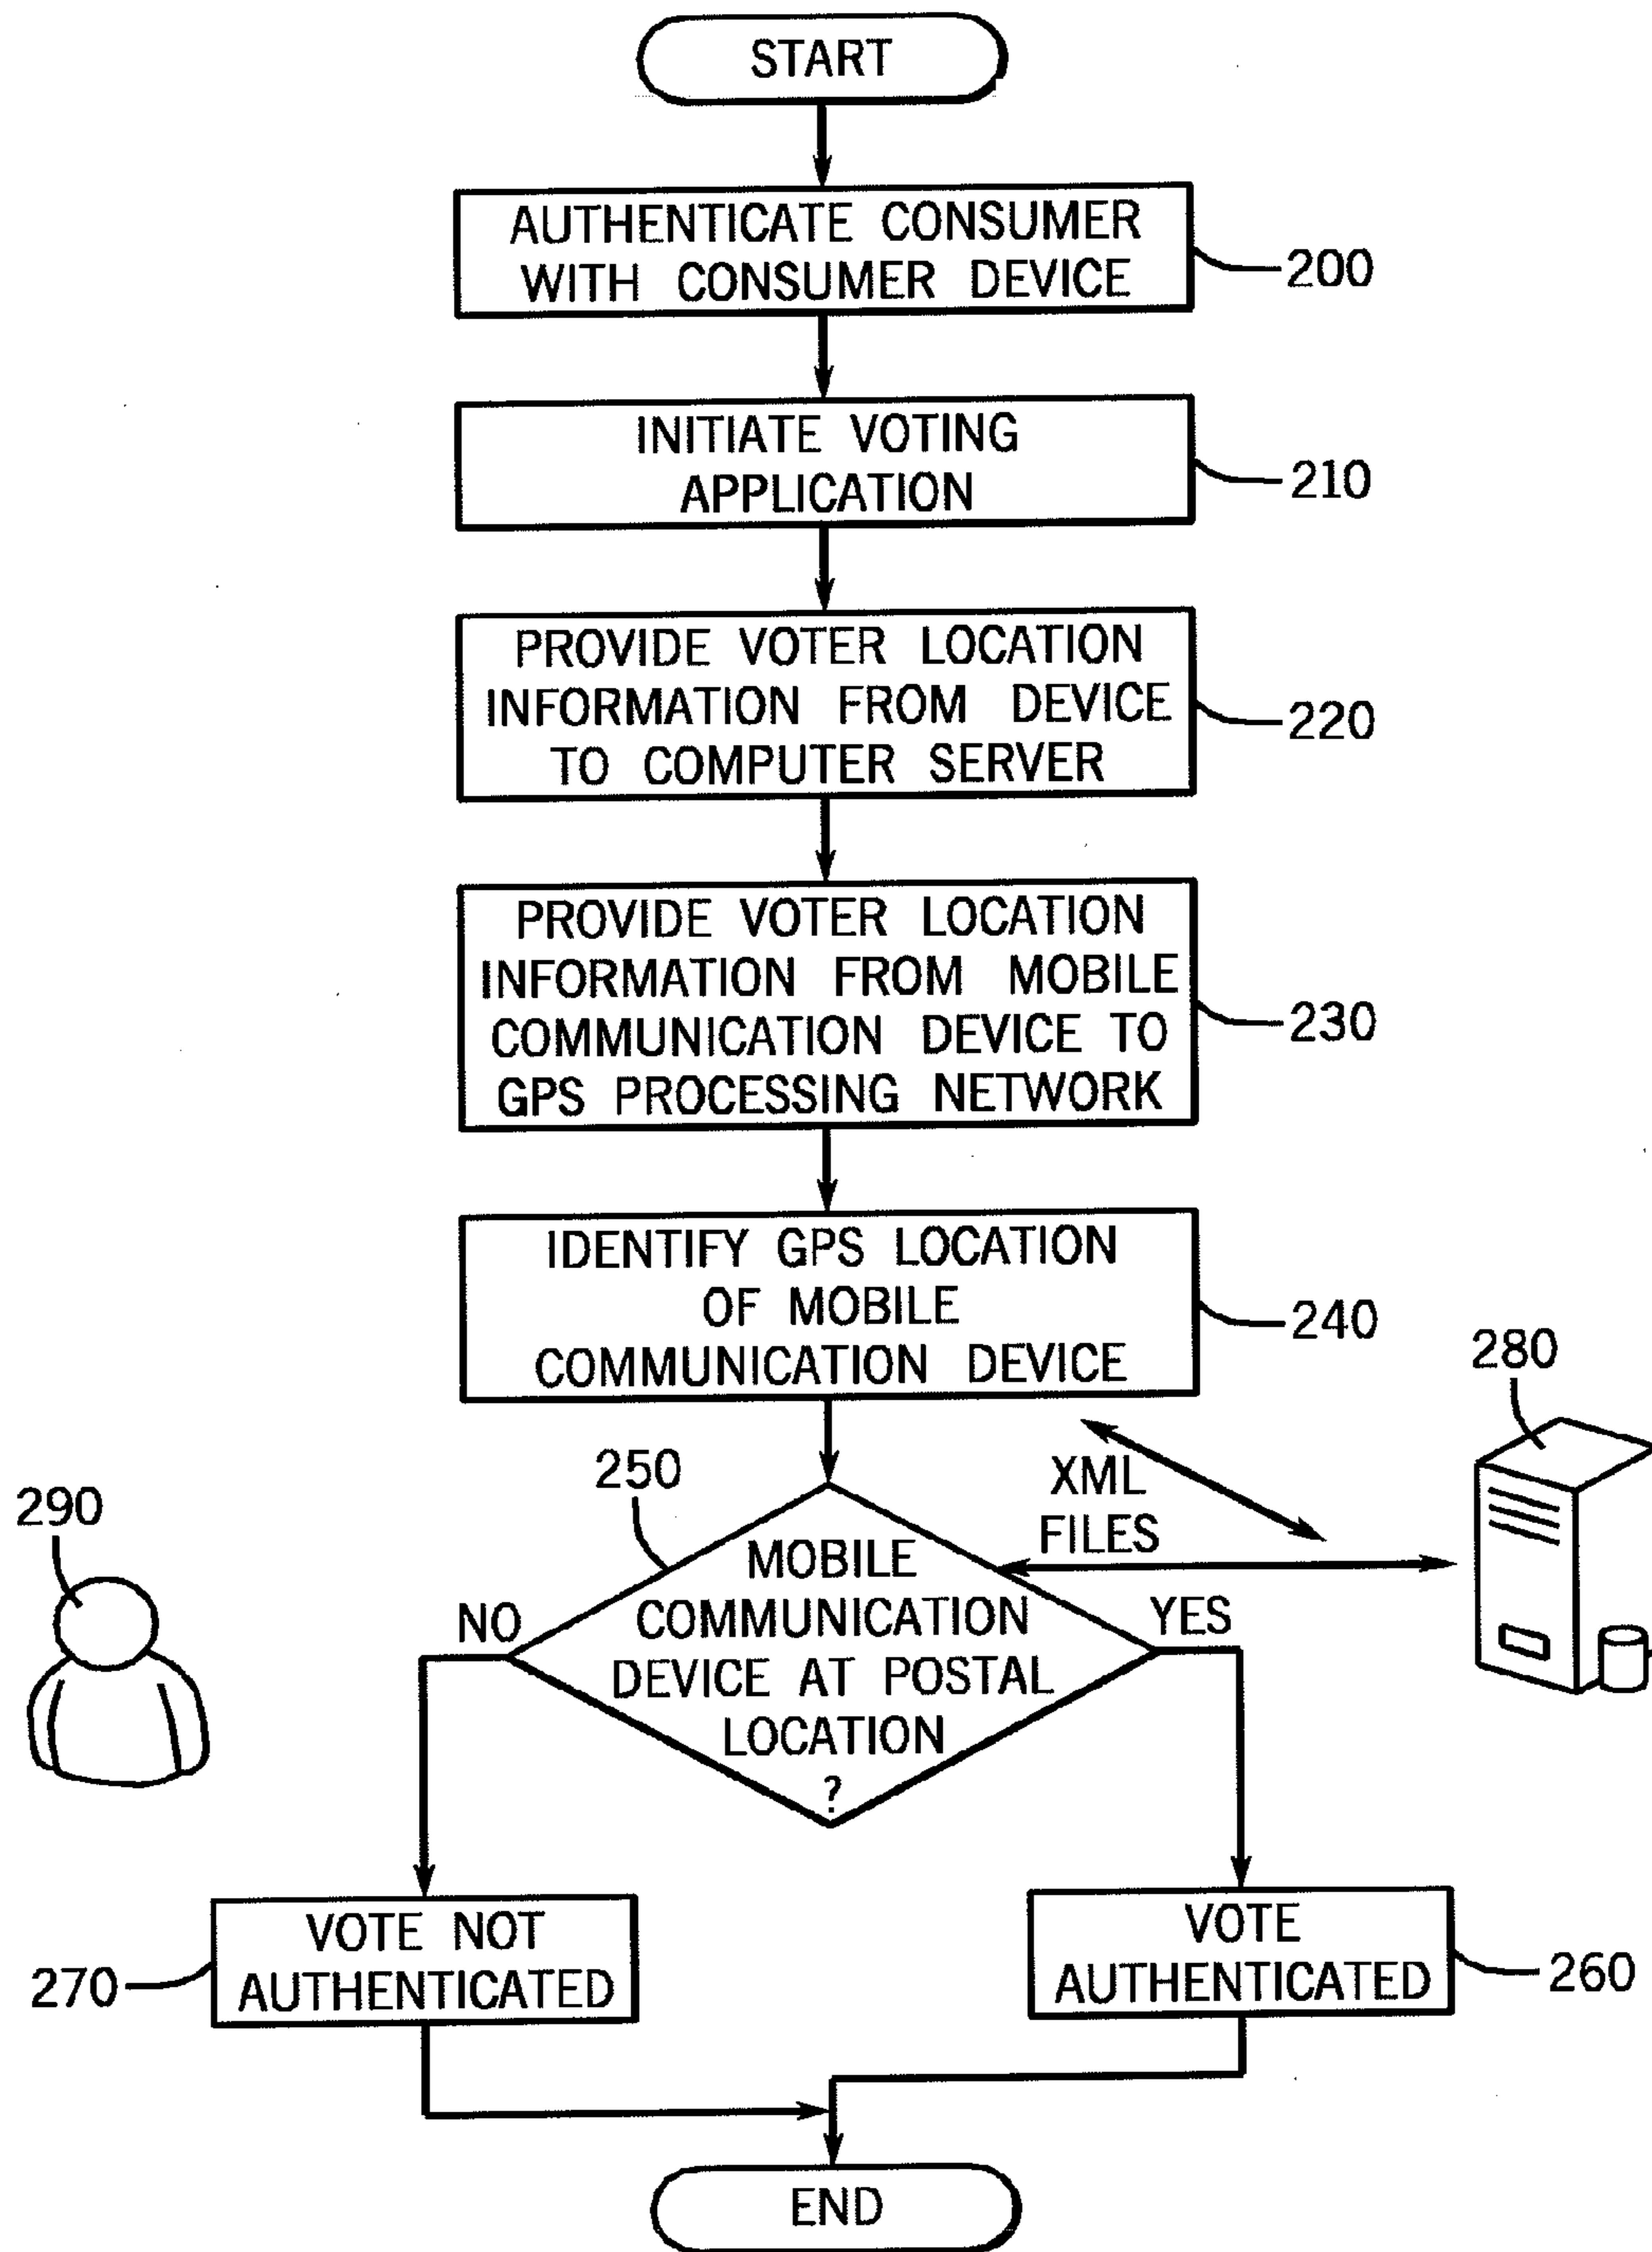 START
AUTHENTICATE CONSUMER
WITH CONSUMER DEVICE
200
INITIATE VOTING
APPLICATION
210
PROVIDE VOTER LOCATION
INFORMATION FROM DEVICE
TO COMPUTER SERVER
220
PROVIDE VOTER LOCATION
INFORMATION FROM MOBILE
COMMUNICATION DEVICE TO
GPS PROCESSING NETWORK
230
IDENTIFY GPS LOCATION
OF MOBILE
COMMUNICATION DEVICE
240
280
250
XML
FILES
290
MOBILE
COMMUNICATION
DEVICE AT POSTAL
LOCATION
?
NO
YES
VOTE NOT
AUTHENTICATED
270
VOTE
AUTHENTICATED
260
END